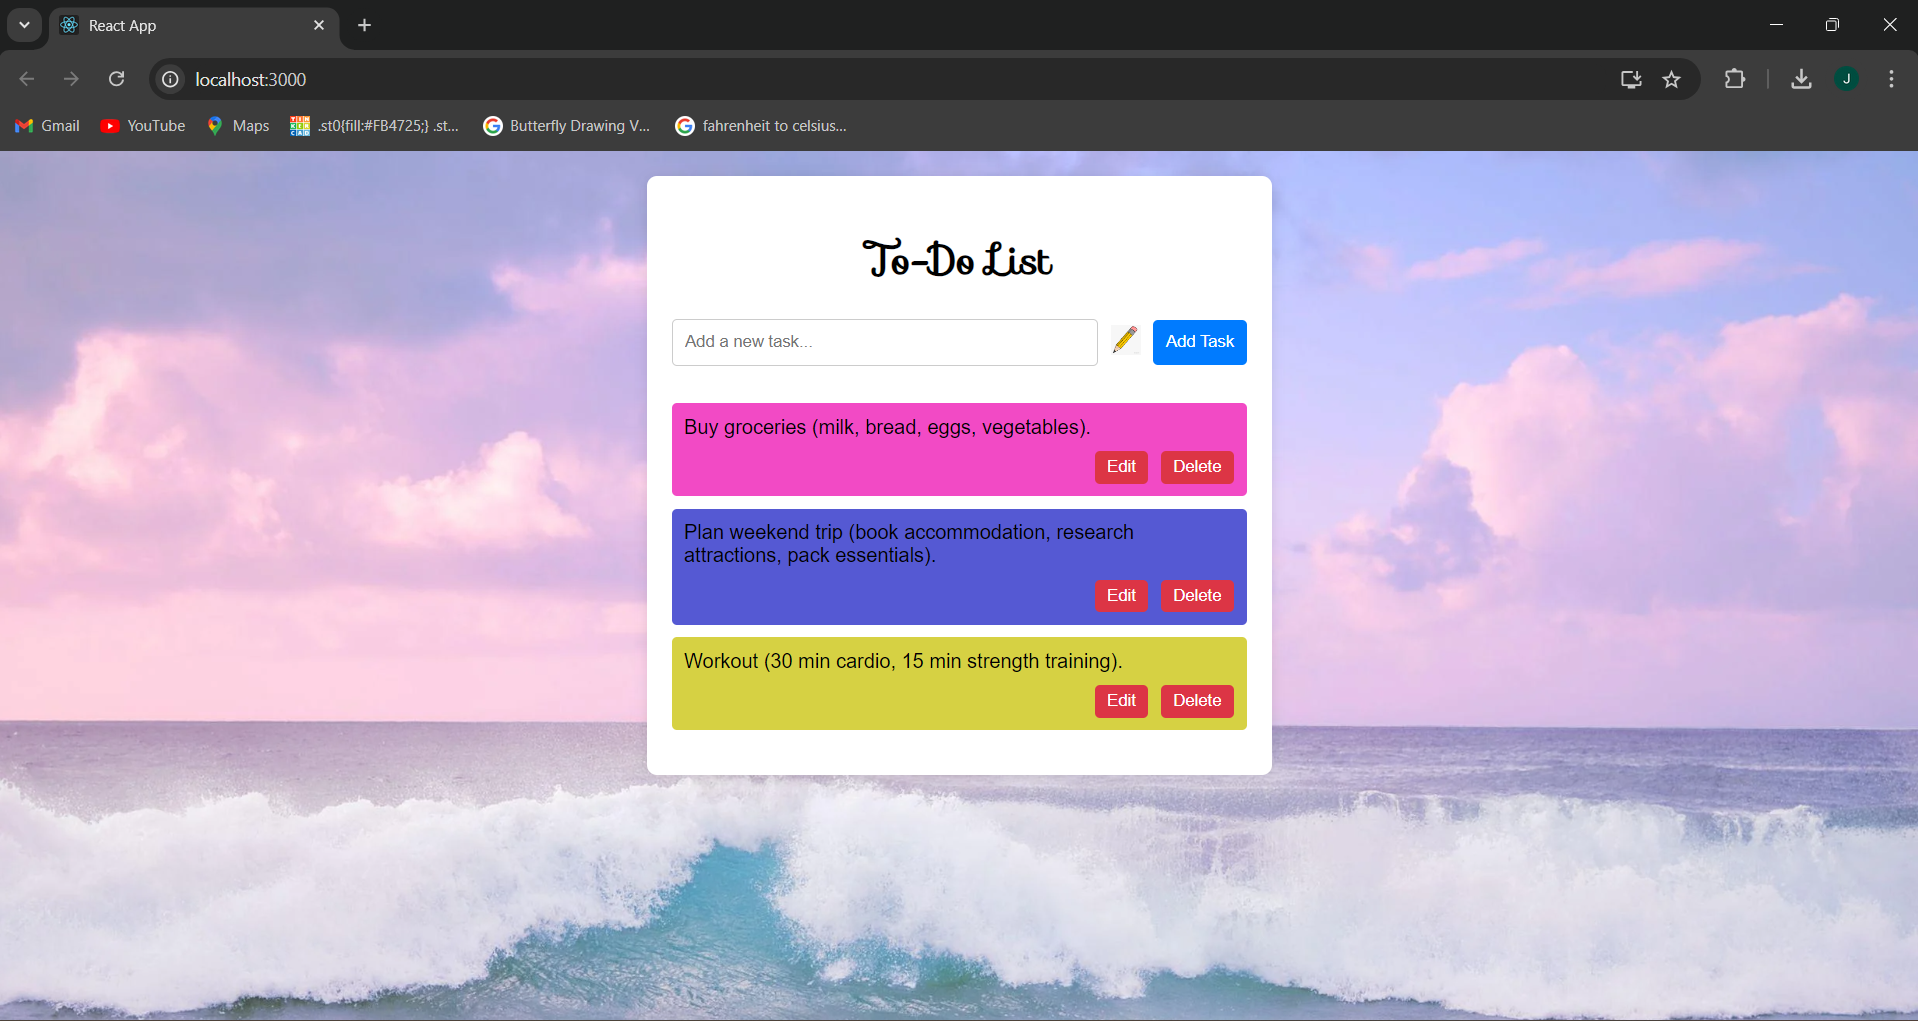 React App
localhost:3000
J
Gmail
YouTube
Maps
.st0{fill:#FB4725;} .st...
Butterfly Drawing V...
fahrenheit to celsius...
To-Do List
Add a new task...
Add Task
Buy groceries (milk, bread, eggs, vegetables).
Edit
Delete
Plan weekend trip (book accommodation, research
attractions, pack essentials).
Edit
Delete
Workout (30 min cardio, 15 min strength training).
Edit
Delete